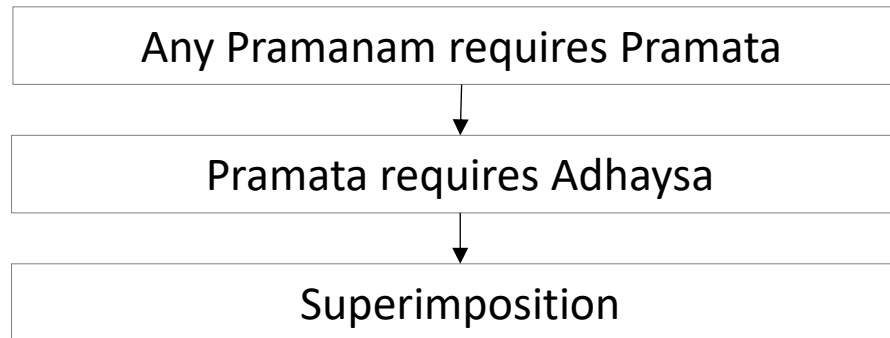 Any Pramanam requires Pramata
Pramata requires Adhaysa
Superimposition